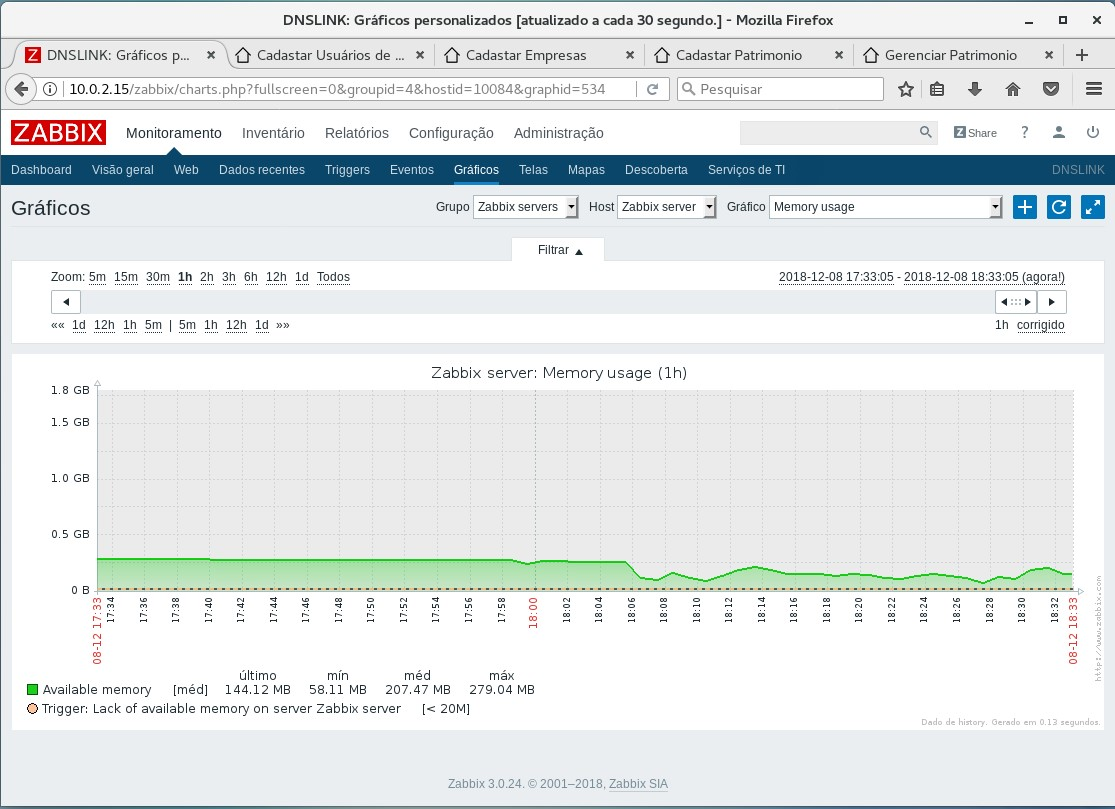 DNSLINK: Gráficos personalizados [atualizado a cada 30 segundo.] - Mozilla Firefox
Z DNSLINK: Gráficos p... Cadastar Usuários de ... Cadastar Empresas Cadastar Patrimonio Gerenciar Patrimonio
10.0.2.15/zabbix/charts.php?fullscreen=0&groupid=4&hostid=10084&graphid=534 Pesquisar
ZABBIX Monitoramento Inventário Relatórios Configuração Administração Z Share ?
Dashboard Visão geral Web Dados recentes Triggers Eventos Gráficos Telas Mapas Descoberta Serviços de TI DNSLINK
Gráficos Grupo Zabbix servers Host Zabbix server Gráfico Memory usage
Filtrar
Zoom: 5m 15m 30m 1h 2h 3h 6h 12h 1d Todos 2018-12-08 17:33:05 - 2018-12-08 18:33:05 (agora!)
«« 1d 12h 1h 5m | 5m 1h 12h 1d »» 1h corrigido
Zabbix server: Memory usage (1h)
1.8 GB
1.5 GB
1.0 GB
0.5 GB
0 B
08-12 17:33 17:34 17:36 17:38 17:40 17:42 17:44 17:46 17:48 17:50 17:52 17:54 17:56 17:58 18:00 18:02 18:04 18:06 18:08 18:10 18:12 18:14 18:16 18:18 18:20 18:22 18:24 18:26 18:28 18:30 18:32 08-12 18:33
http://www.zabbix.com
último mín méd máx
Available memory [méd] 144.12 MB 58.11 MB 207.47 MB 279.04 MB
Trigger: Lack of available memory on server Zabbix server [< 20M]
Dado de history. Gerado em 0.13 segundos.
Zabbix 3.0.24. © 2001–2018, Zabbix SIA